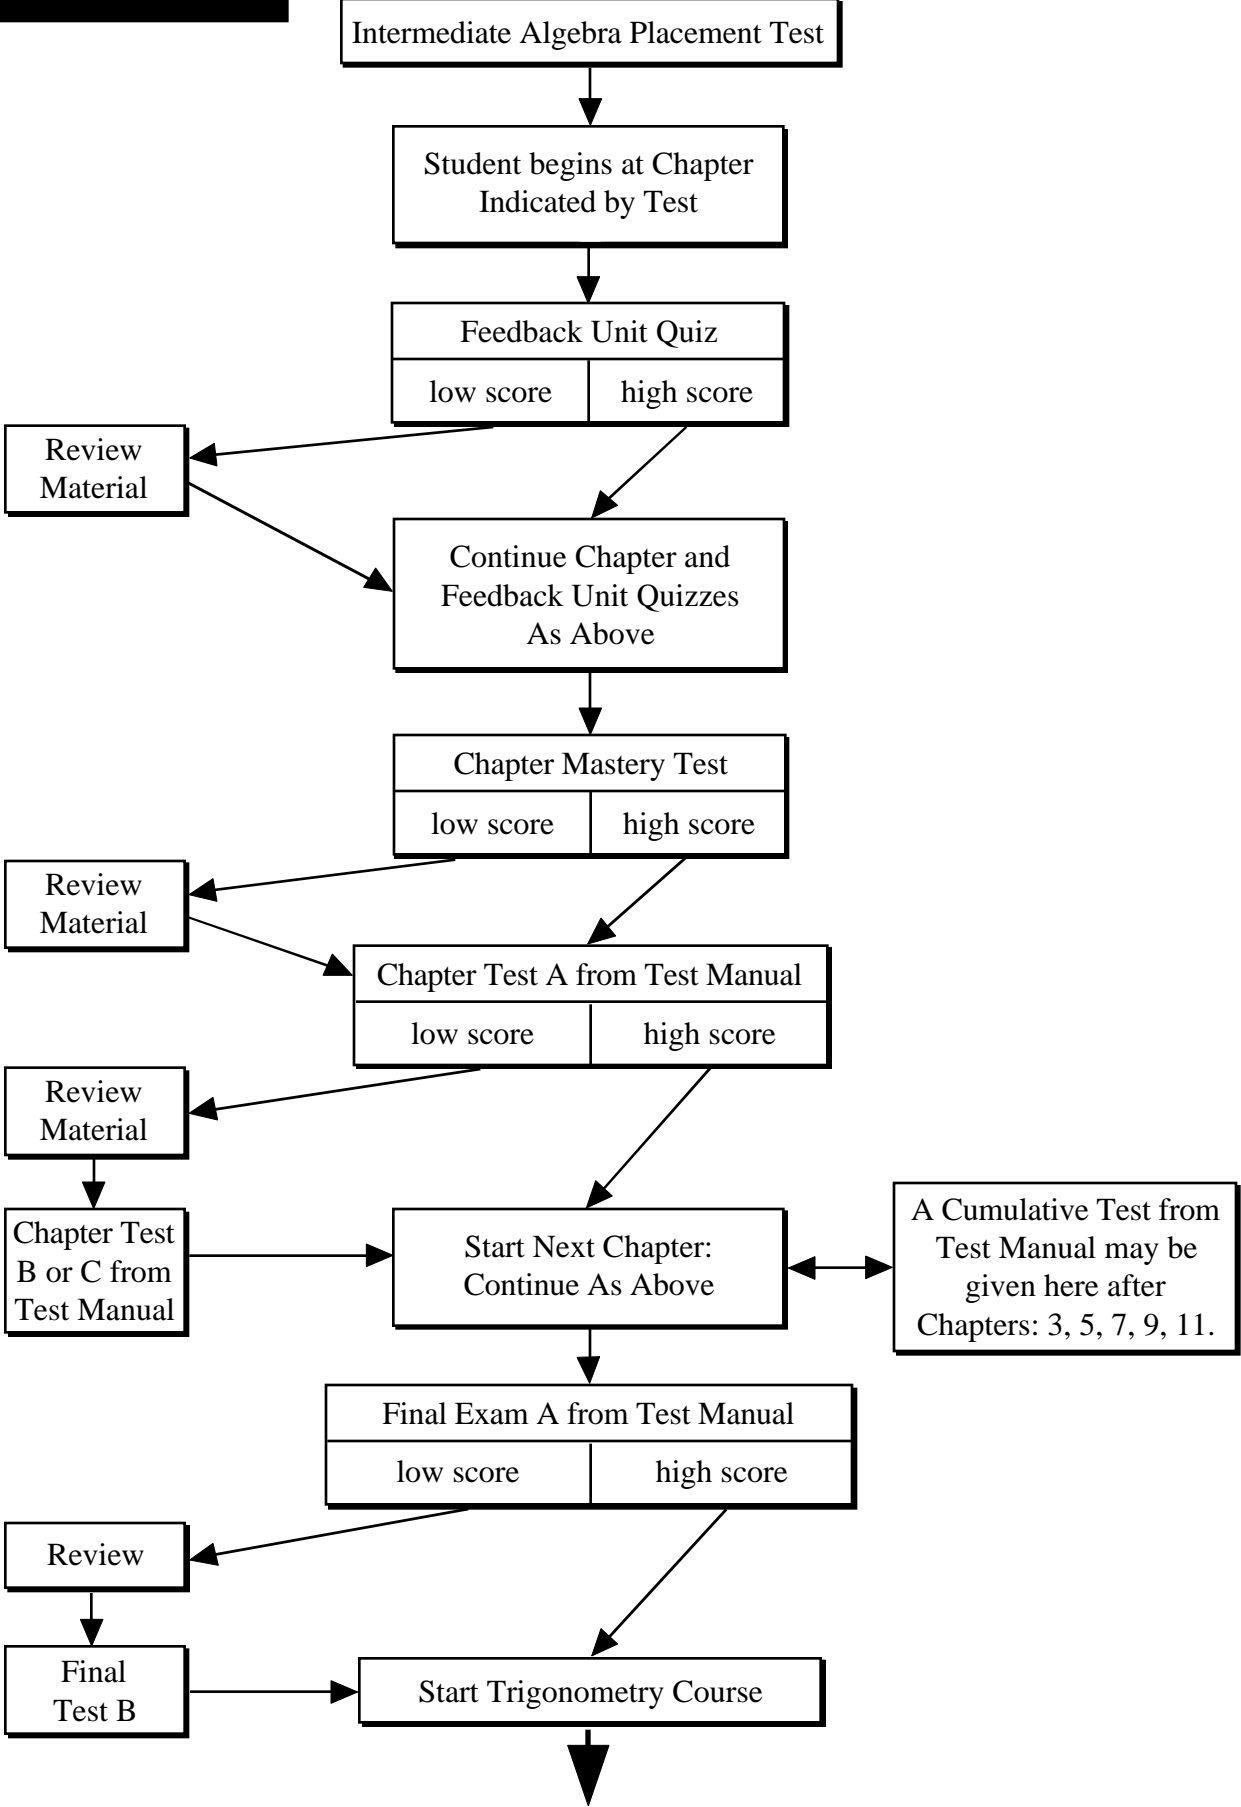 Intermediate Algebra Placement Test
Student begins at Chapter
Indicated by Test
Feedback Unit Quiz
low score
high score
Review
Material
Continue Chapter and
Feedback Unit Quizzes
As Above
Chapter Mastery Test
low score
high score
Review
Material
Chapter Test A from Test Manual
low score
high score
Review
Material
Chapter Test
B or C from
Test Manual
Start Next Chapter:
Continue As Above
A Cumulative Test from
Test Manual may be
given here after
Chapters: 3, 5, 7, 9, 11.
Final Exam A from Test Manual
low score
high score
Review
Final
Test B
Start Trigonometry Course